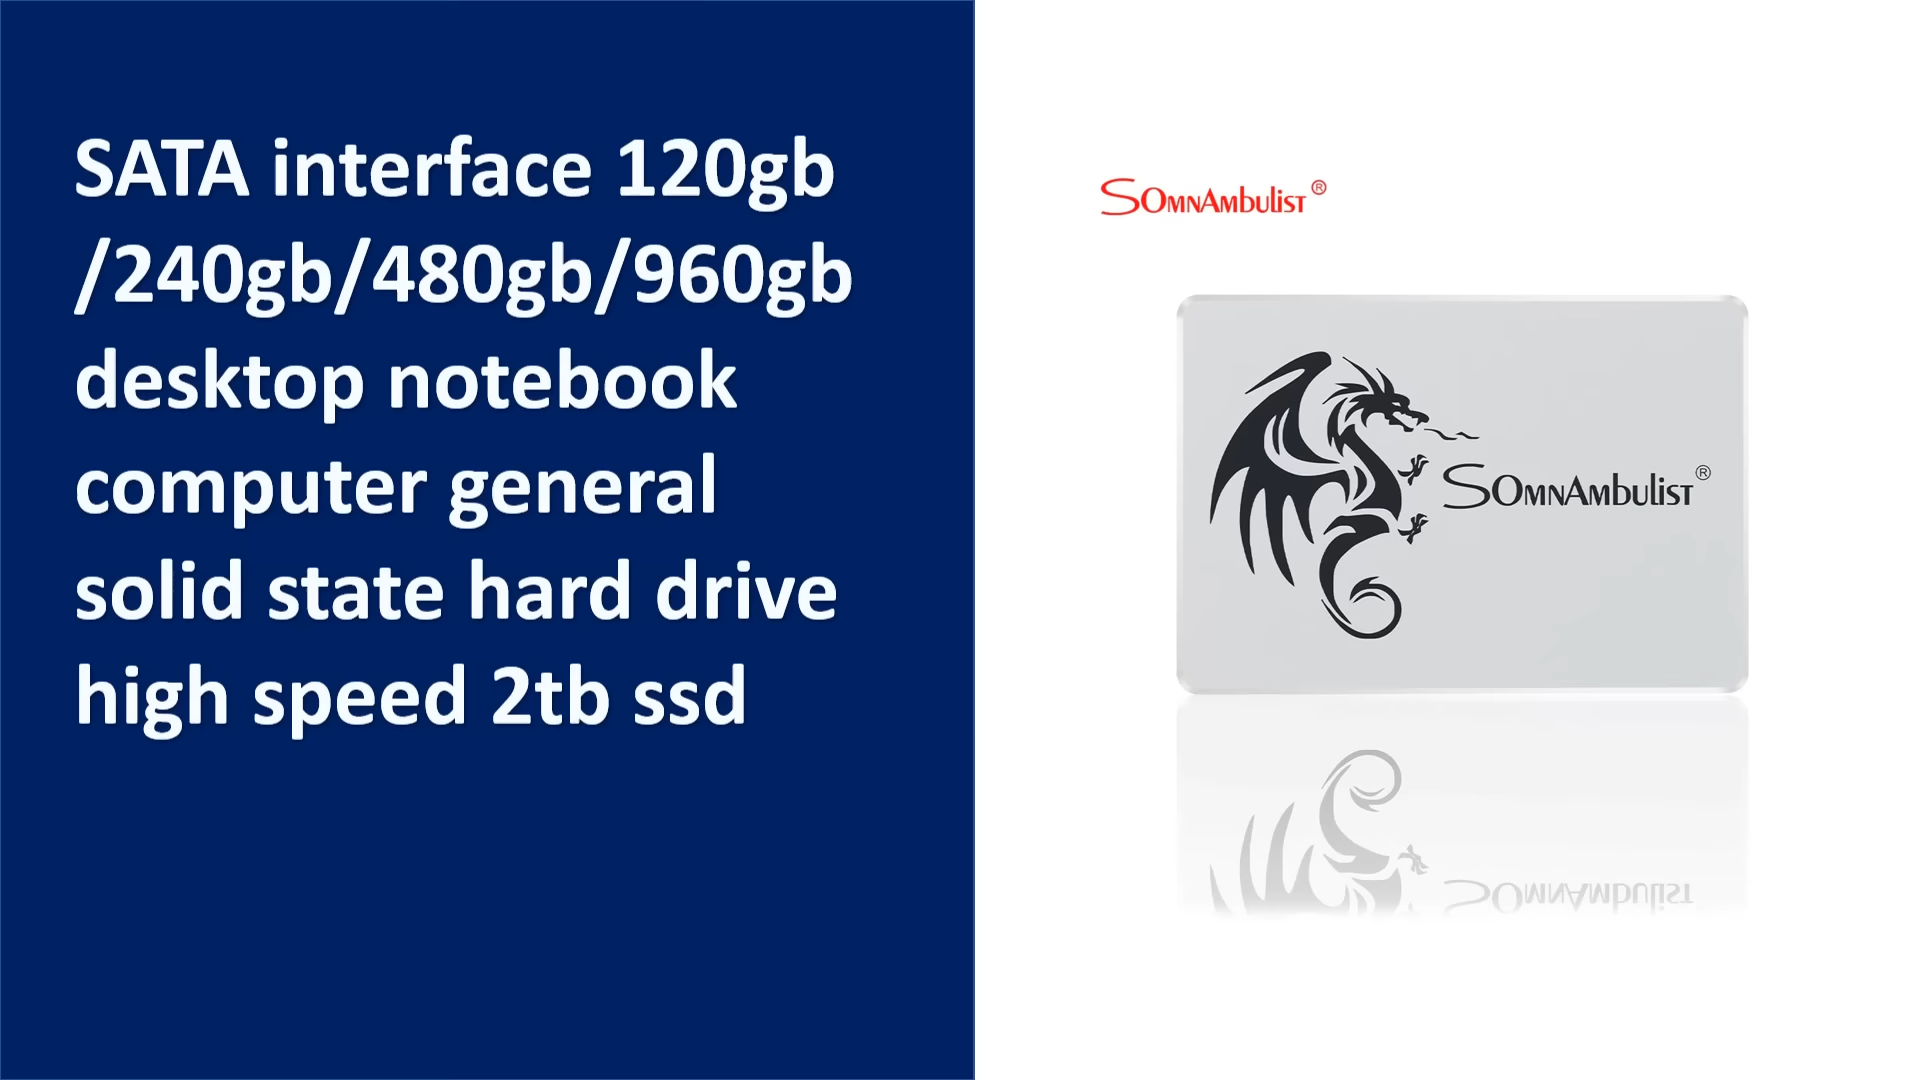 SATA interface 120gb
/240gb/480gb/960gb
desktop notebook
computer general
solid state hard drive
high speed 2tb ssd
SOMNAMBULIST®
SOMNAMBULIST®
SOMNAMBULIST